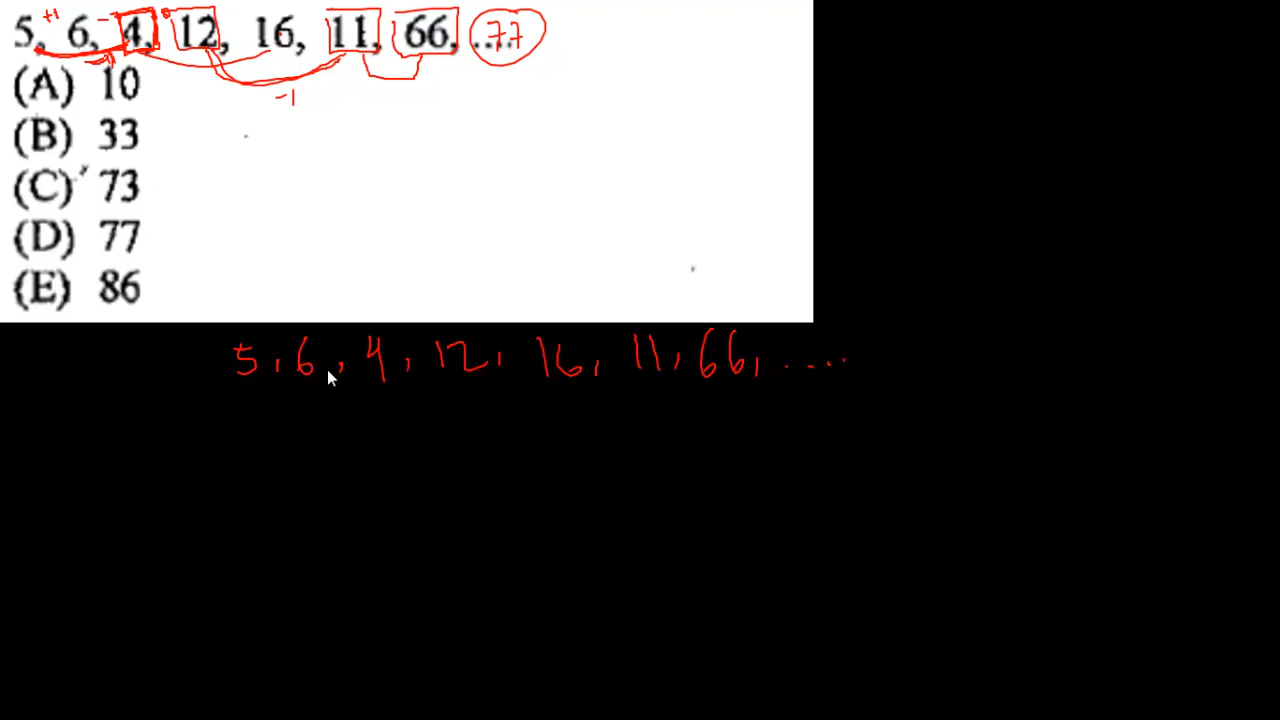 +1
5, 6, 4, 12, 16, 11, 66, .... 77
-1
(A) 10
(B) 33
(C) 73
(D) 77
(E) 86
5, 6, 4, 12, 16, 11, 66, ....